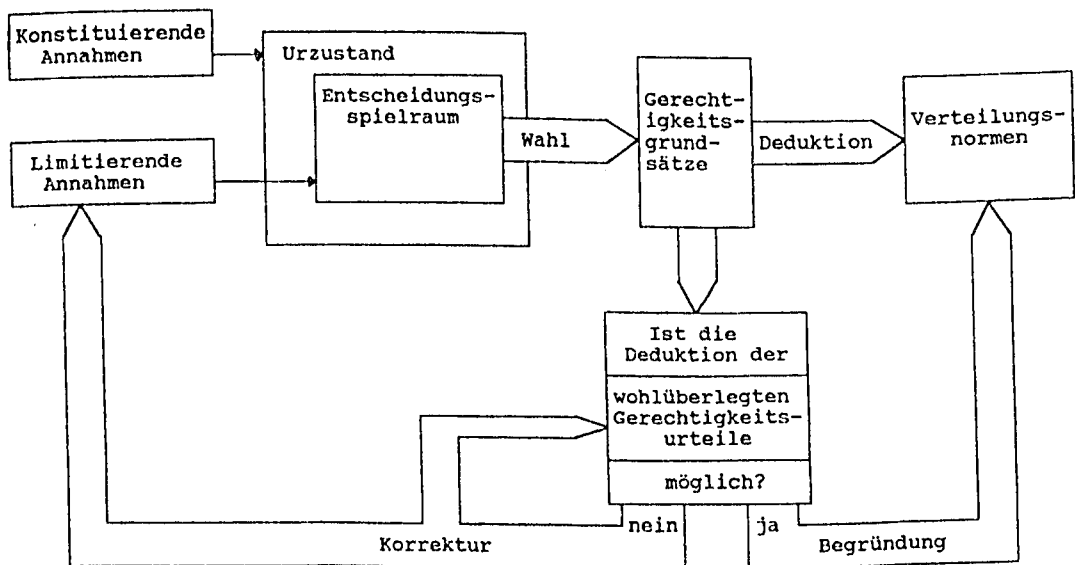 Konstituierende
Annahmen
Urzustand
Entscheidungs-
spielraum
Wahl
Gerecht-
igkeits-
grund-
sätze
Deduktion
Verteilungs-
normen
Limitierende
Annahmen
Ist die
Deduktion der
wohlüberlegten
Gerechtigkeits-
urteile
möglich?
nein
ja
Korrektur
Begründung